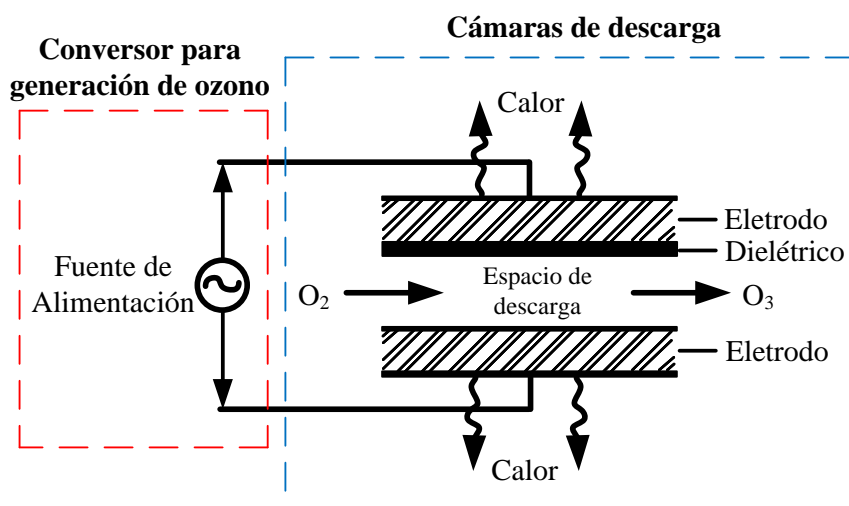 Cámaras de descarga
Conversor para
generación de ozono
Calor
Eletrodo
Dielétrico
Fuente de
Alimentación
O₂
Espacio de
descarga
O₃
Eletrodo
Calor